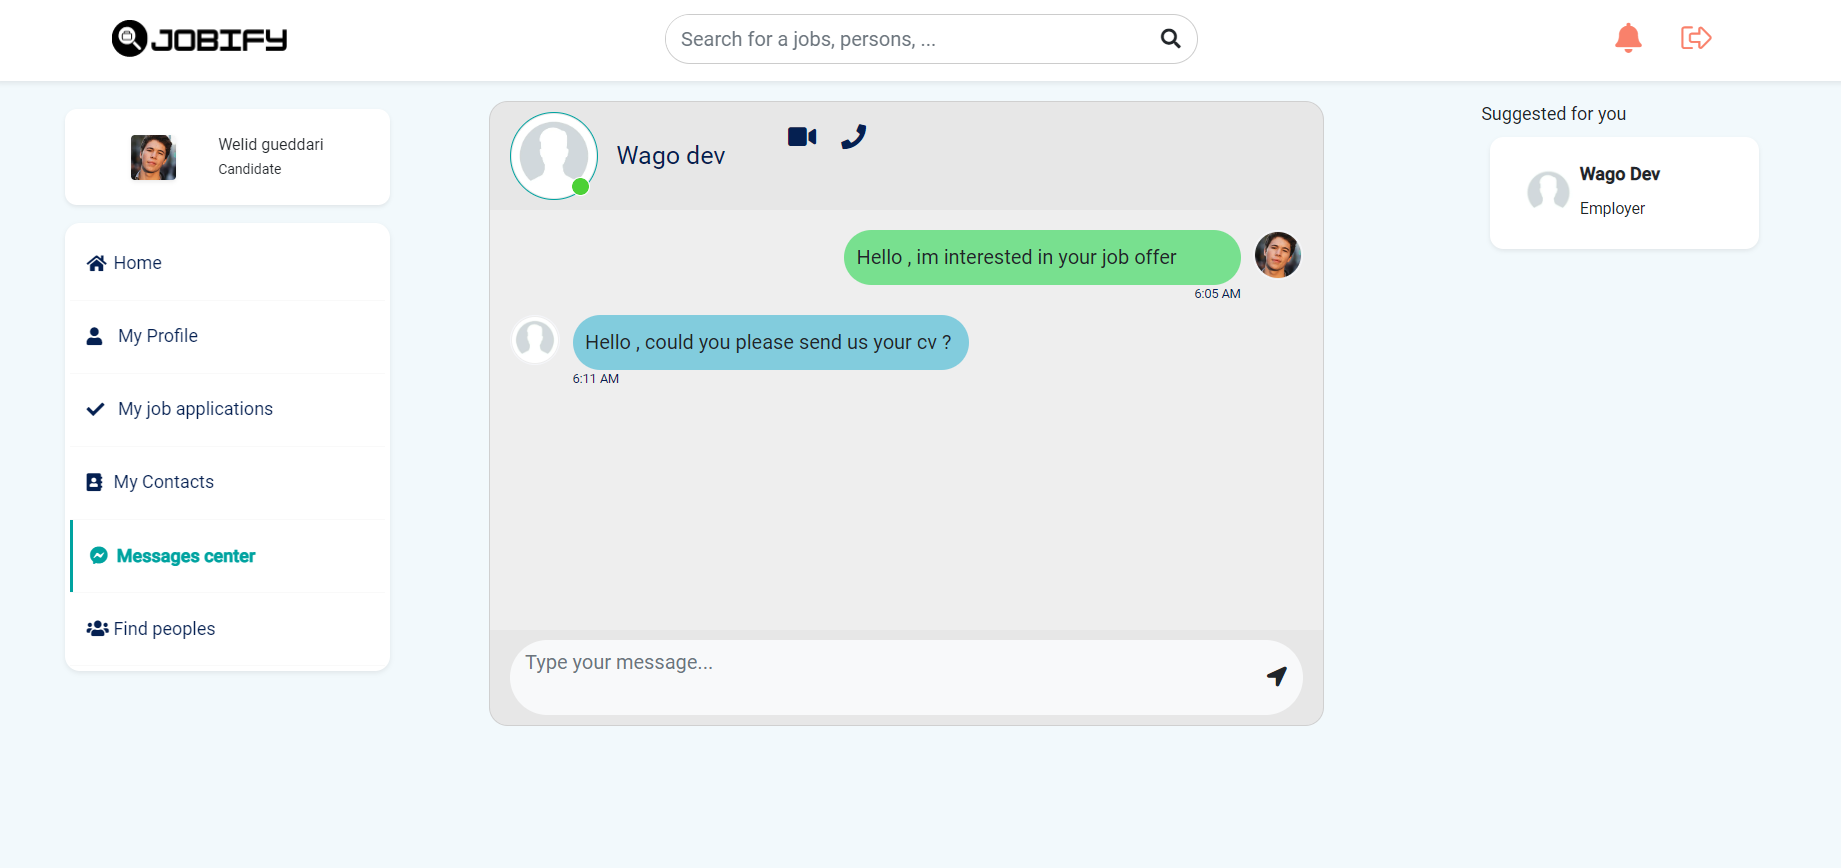 JOBIFY
Search for a jobs, persons, ...
Welid gueddari
Candidate
Home
My Profile
My job applications
My Contacts
Messages center
Find peoples
Wago dev
Hello , im interested in your job offer
6:05 AM
Hello , could you please send us your cv ?
6:11 AM
Type your message...
Suggested for you
Wago Dev
Employer